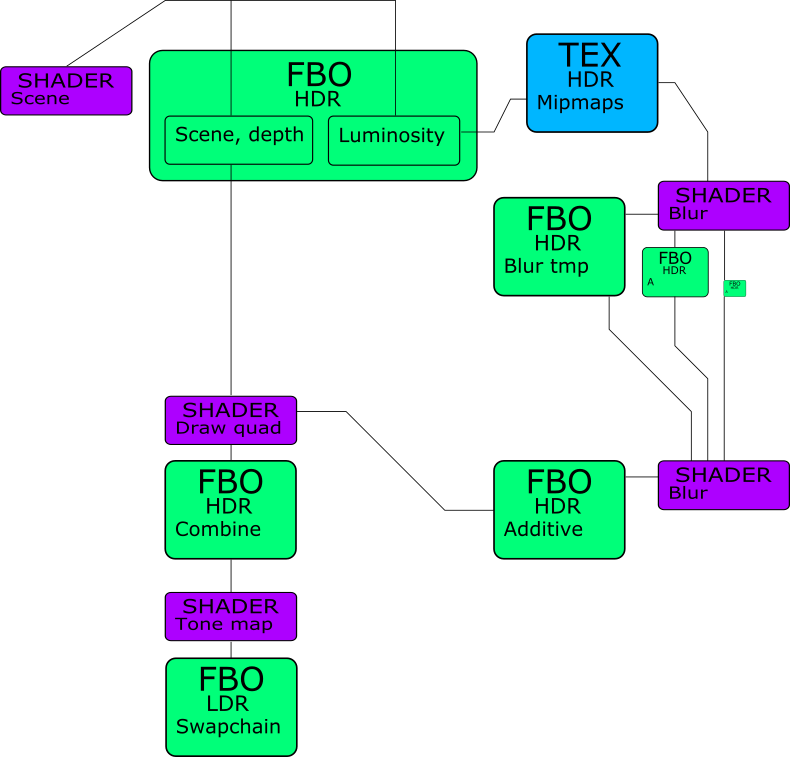 SHADER
Scene
FBO
HDR
Scene, depth
Luminosity
TEX
HDR
Mipmaps
SHADER
Blur
FBO
HDR
Blur tmp
FBO
HDR
A
FBO
HDR
SHADER
Draw quad
FBO
HDR
Combine
FBO
HDR
Additive
SHADER
Blur
SHADER
Tone map
FBO
LDR
Swapchain